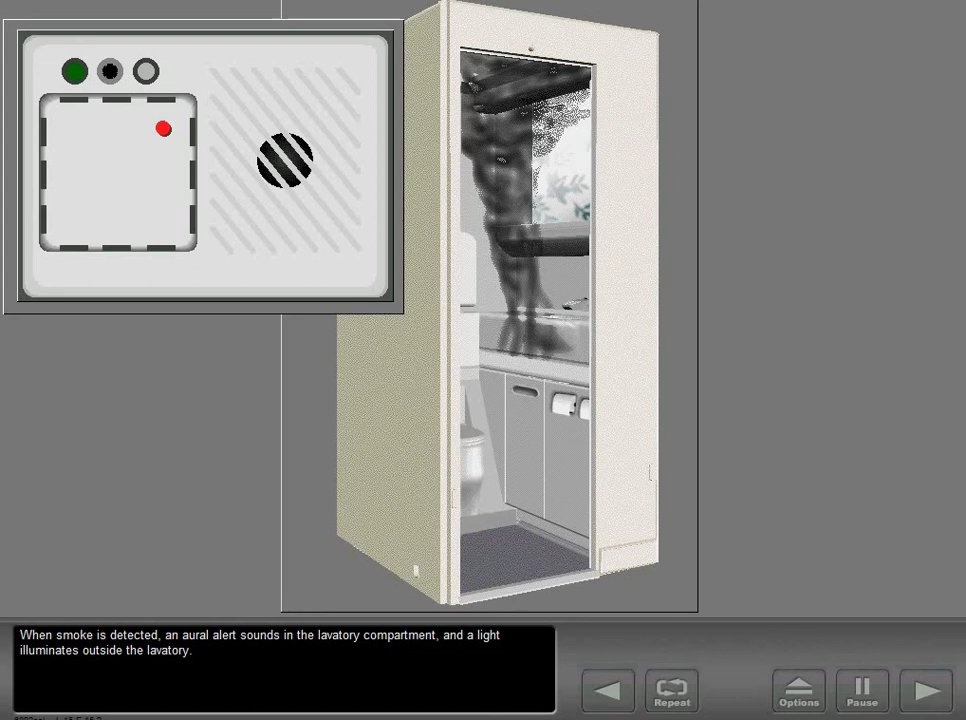 When smoke is detected, an aural alert sounds in the lavatory compartment, and a light
illuminates outside the lavatory.
Repeat
Options
Pause